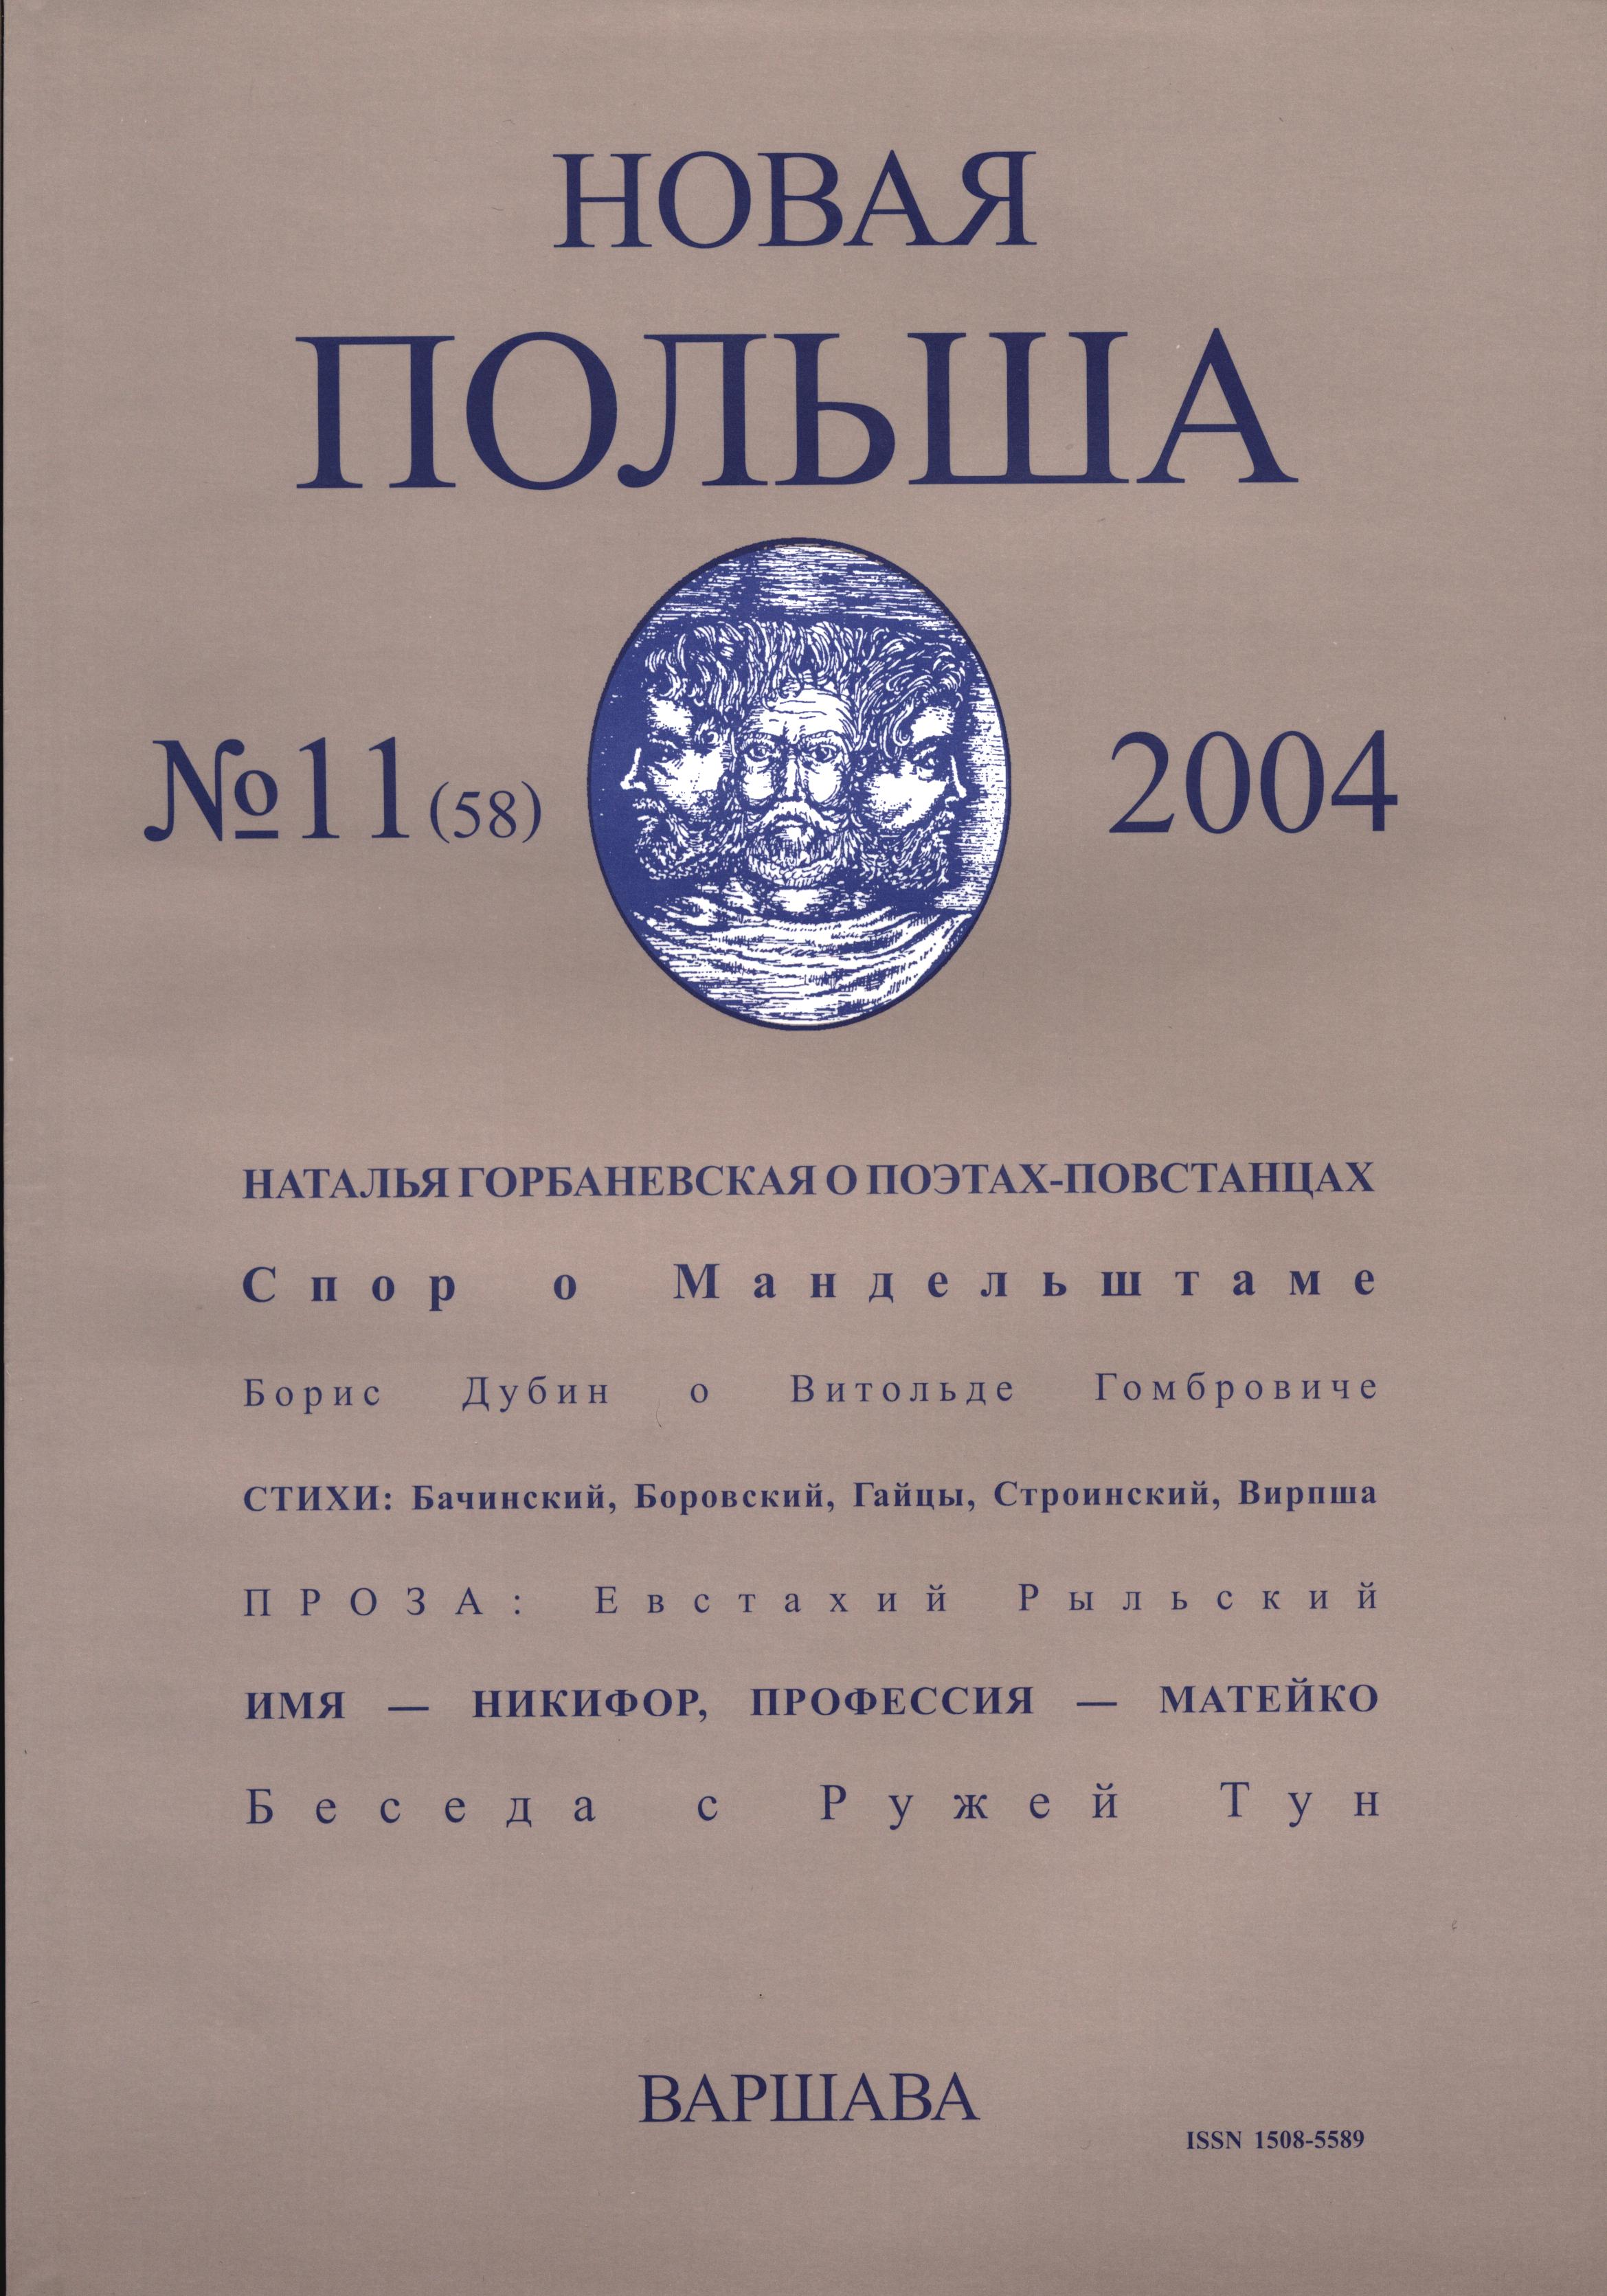 НОВАЯ
ПОЛЬША
№11(58) 2004
НАТАЛЬЯ ГОРБАНЕВСКАЯ О ПОЭТАХ-ПОВСТАНЦАХ
Спор о Мандельштаме
Борис Дубин о Витольде Гомбровиче
СТИХИ: Бачинский, Боровский, Гайцы, Строинский, Вирпша
ПРОЗА: Евстахий Рыльский
ИМЯ — НИКИФОР, ПРОФЕССИЯ — МАТЕЙКО
Беседа с Ружей Тун
ВАРШАВА
ISSN 1508-5589